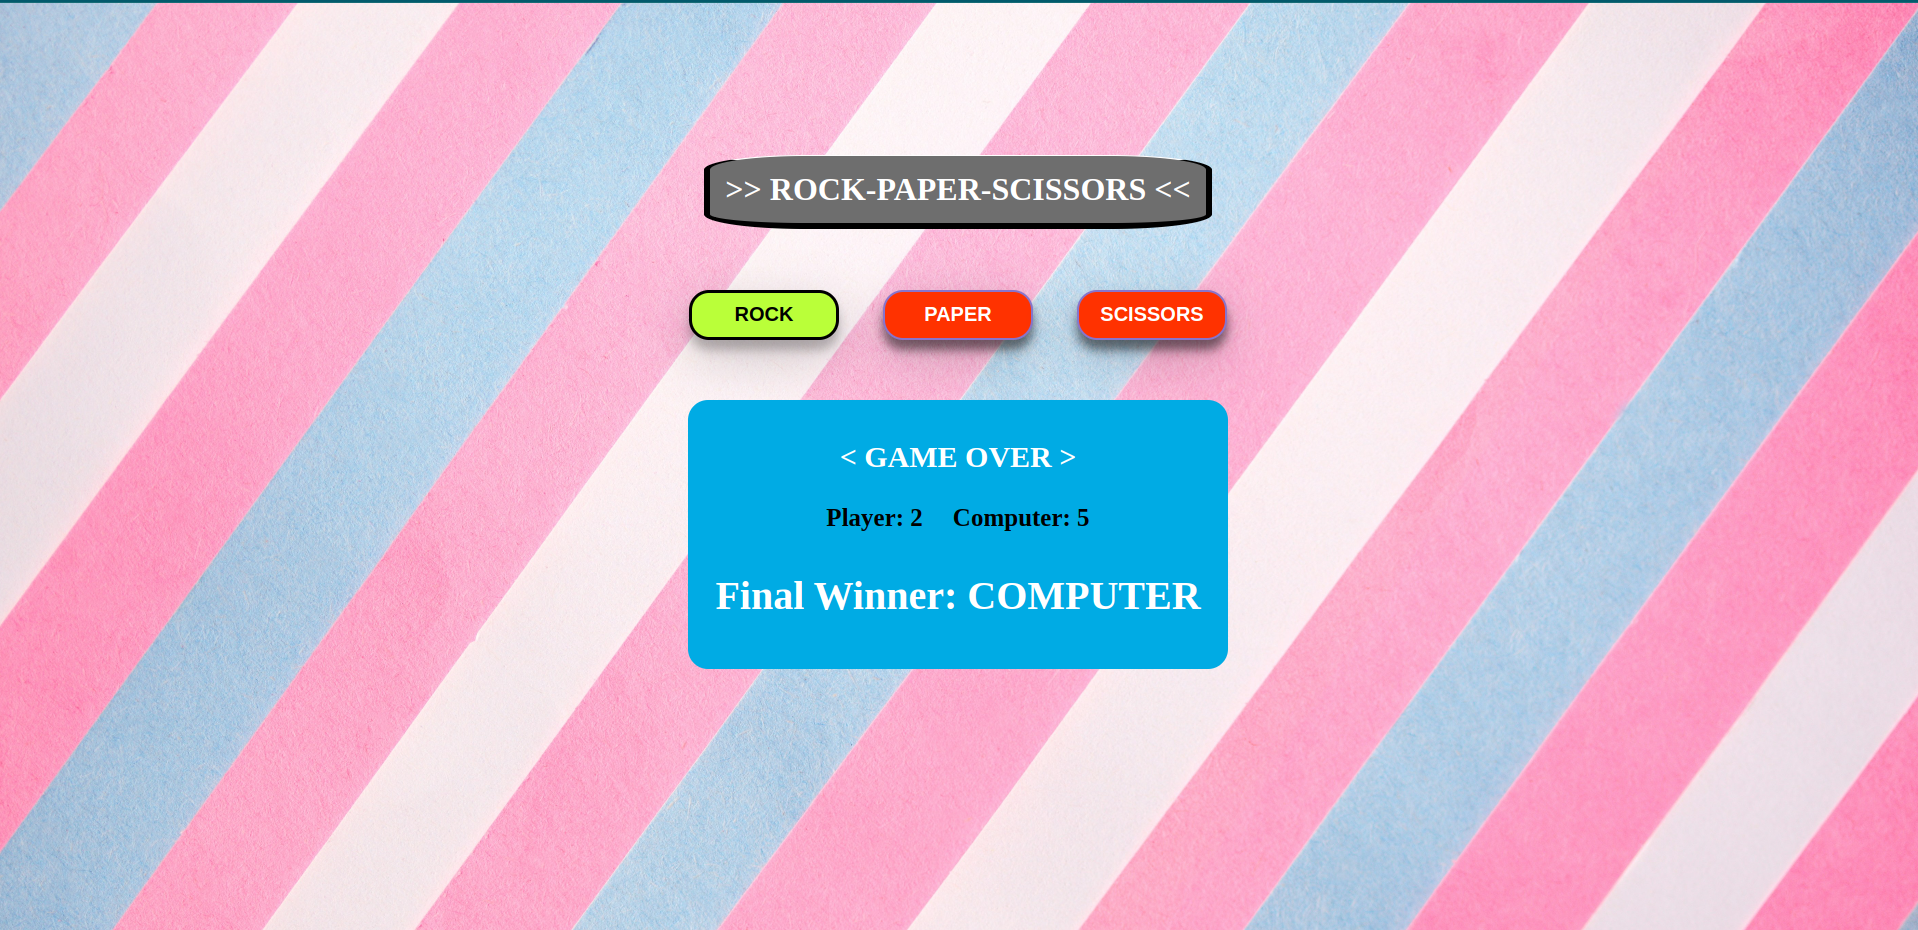 >> ROCK-PAPER-SCISSORS <<
ROCK PAPER SCISSORS
< GAME OVER >
Player: 2 Computer: 5
Final Winner: COMPUTER